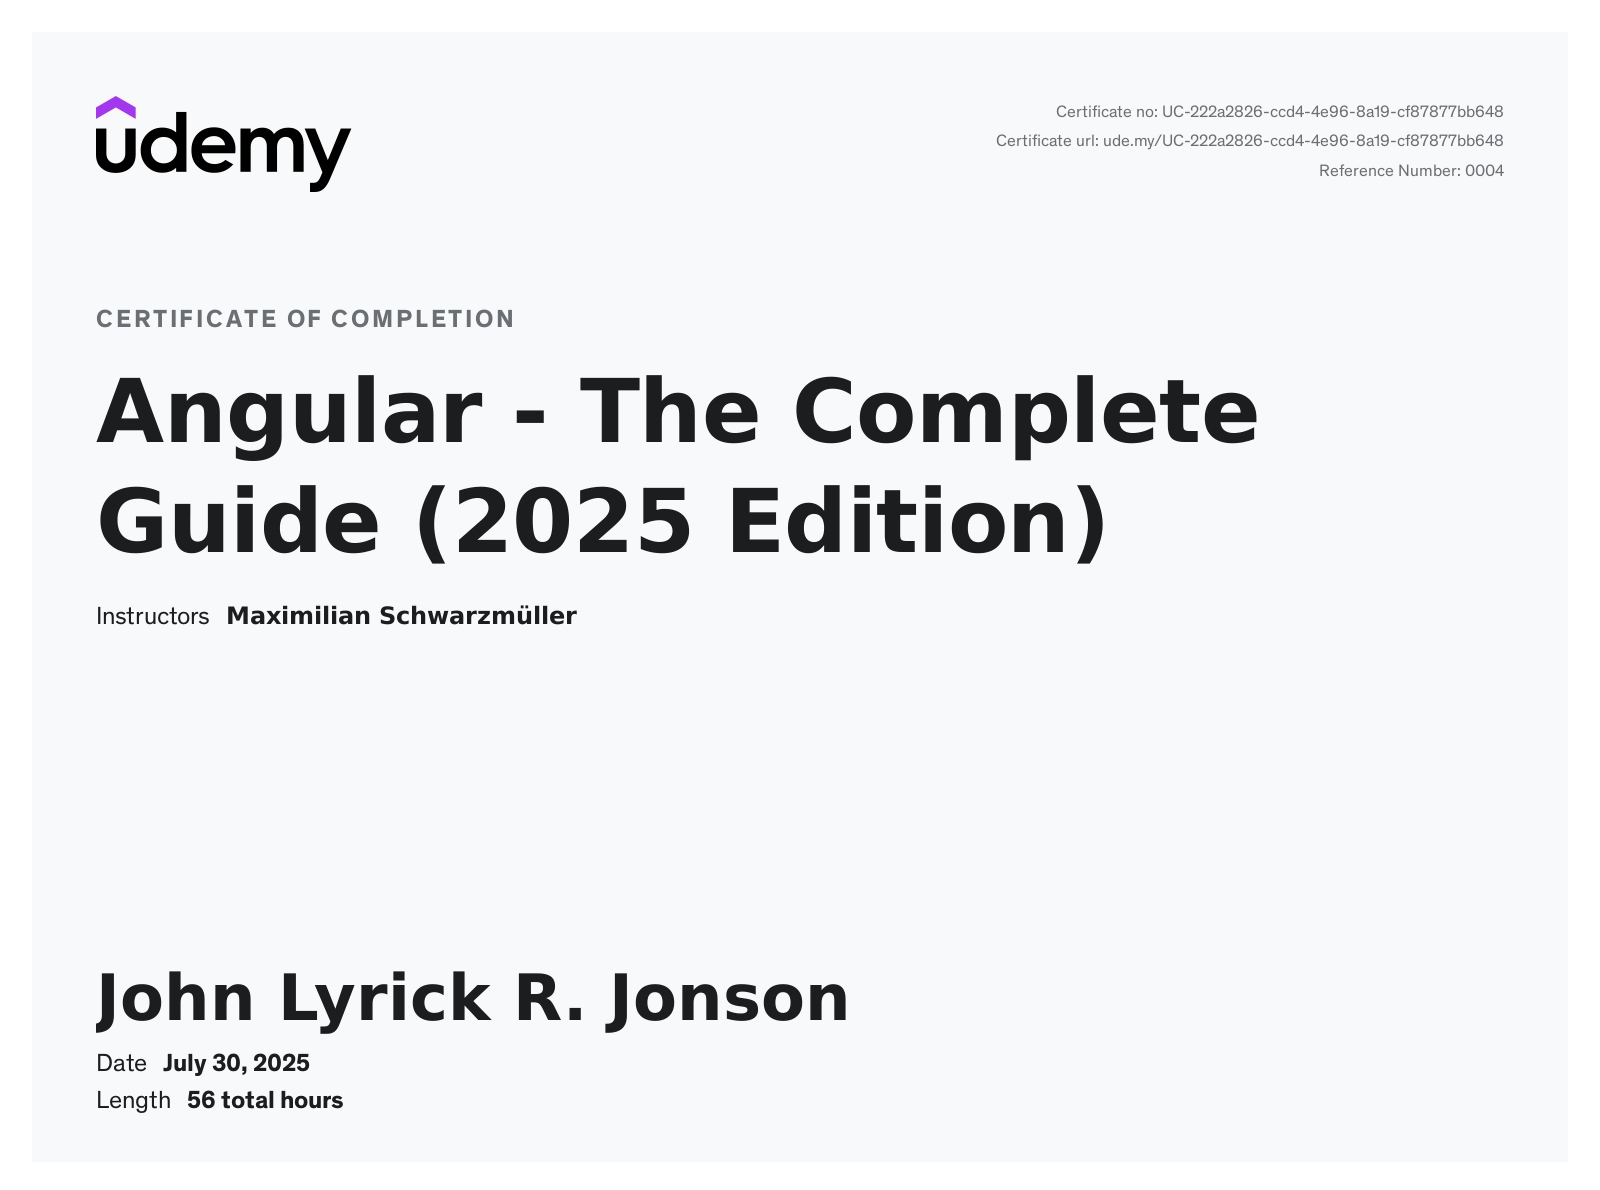 udemy
Certificate no: UC-222a2826-ccd4-4e96-8a19-cf87877bb648
Certificate url: ude.my/UC-222a2826-ccd4-4e96-8a19-cf87877bb648
Reference Number: 0004
CERTIFICATE OF COMPLETION
Angular - The Complete
Guide (2025 Edition)
Instructors Maximilian Schwarzmüller
John Lyrick R. Jonson
Date July 30, 2025
Length 56 total hours